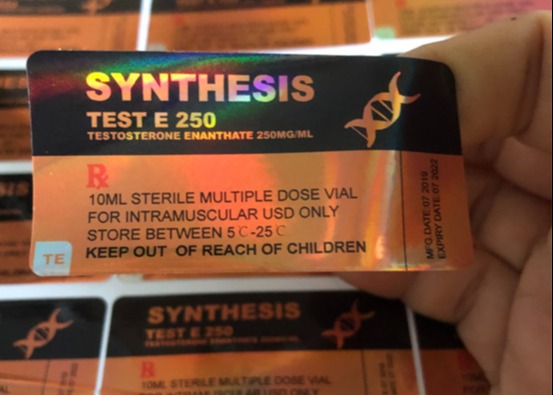 SYNTHESIS
TEST E 250
TESTOSTERONE ENANTHATE 250MG/ML
℞
10ML STERILE MULTIPLE DOSE VIAL
FOR INTRAMUSCULAR USD ONLY
STORE BETWEEN 5℃-25℃
KEEP OUT OF REACH OF CHILDREN
TE
MFG DATE:07 2019
EXPIRY DATE:07 2022
SIS
SYNTHESIS
TEST E 250
℞
10ML STERILE MULTIPLE DOSE VIAL